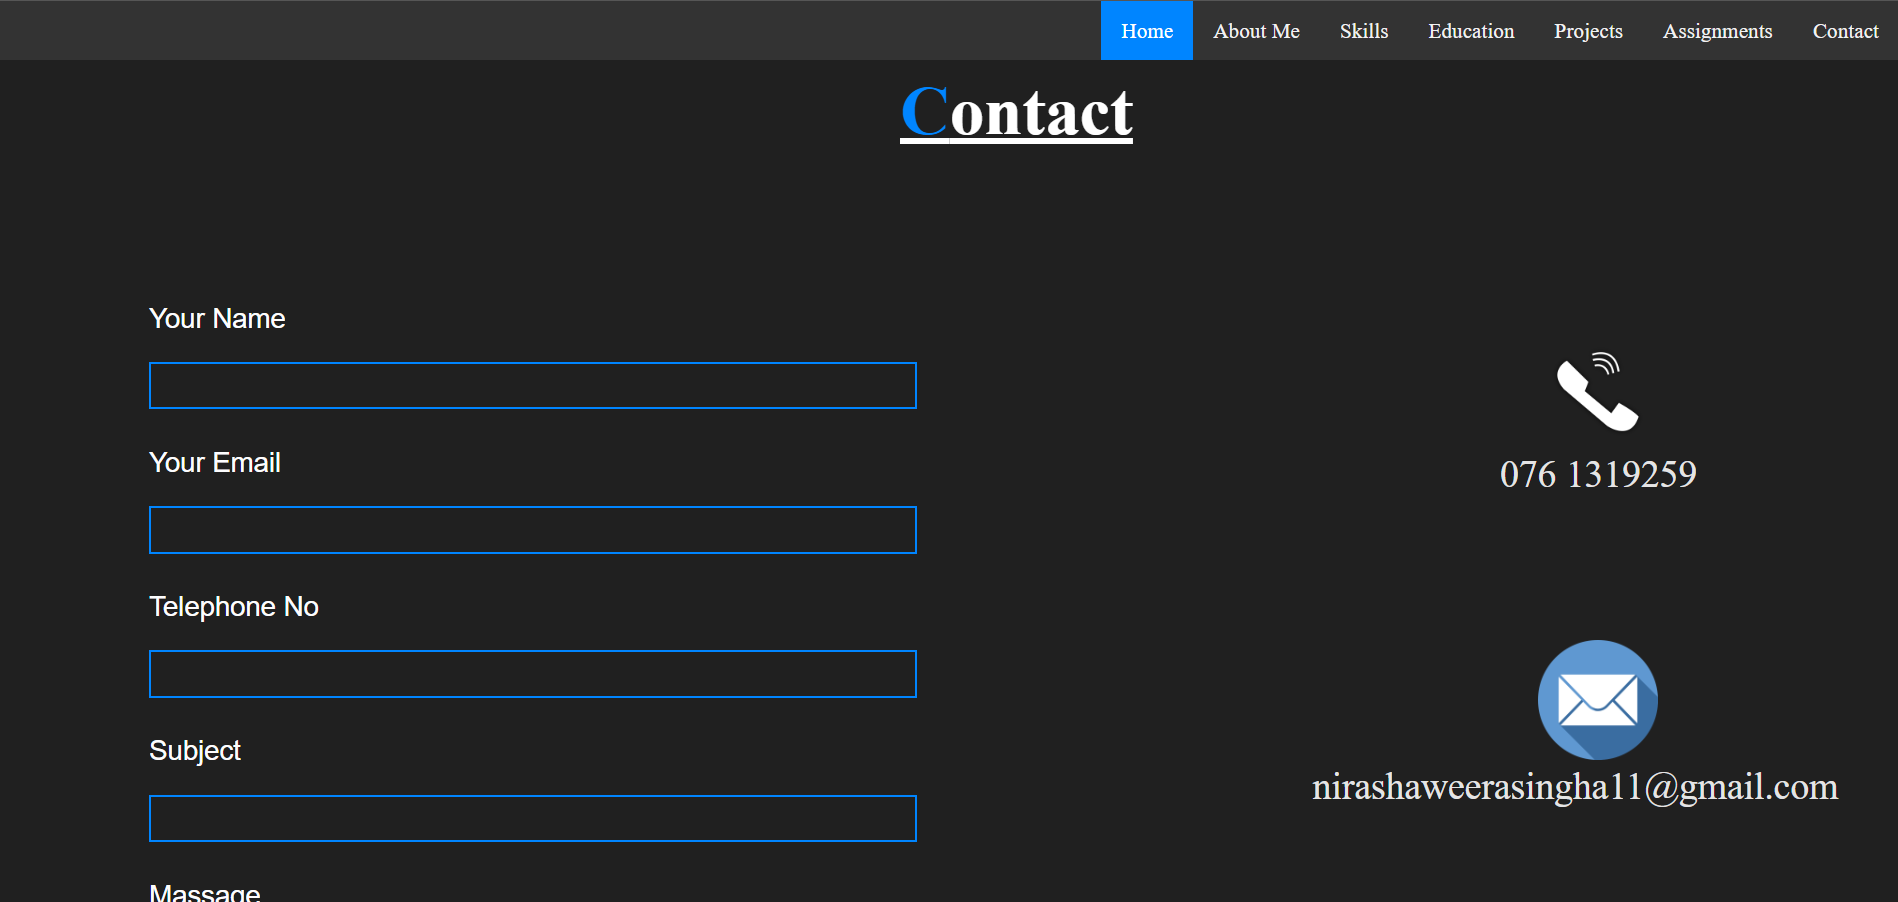 Home About Me Skills Education Projects Assignments Contact
Contact
Your Name
Your Email
Telephone No
Subject
Massage
076 1319259
nirashaweerasingha11@gmail.com